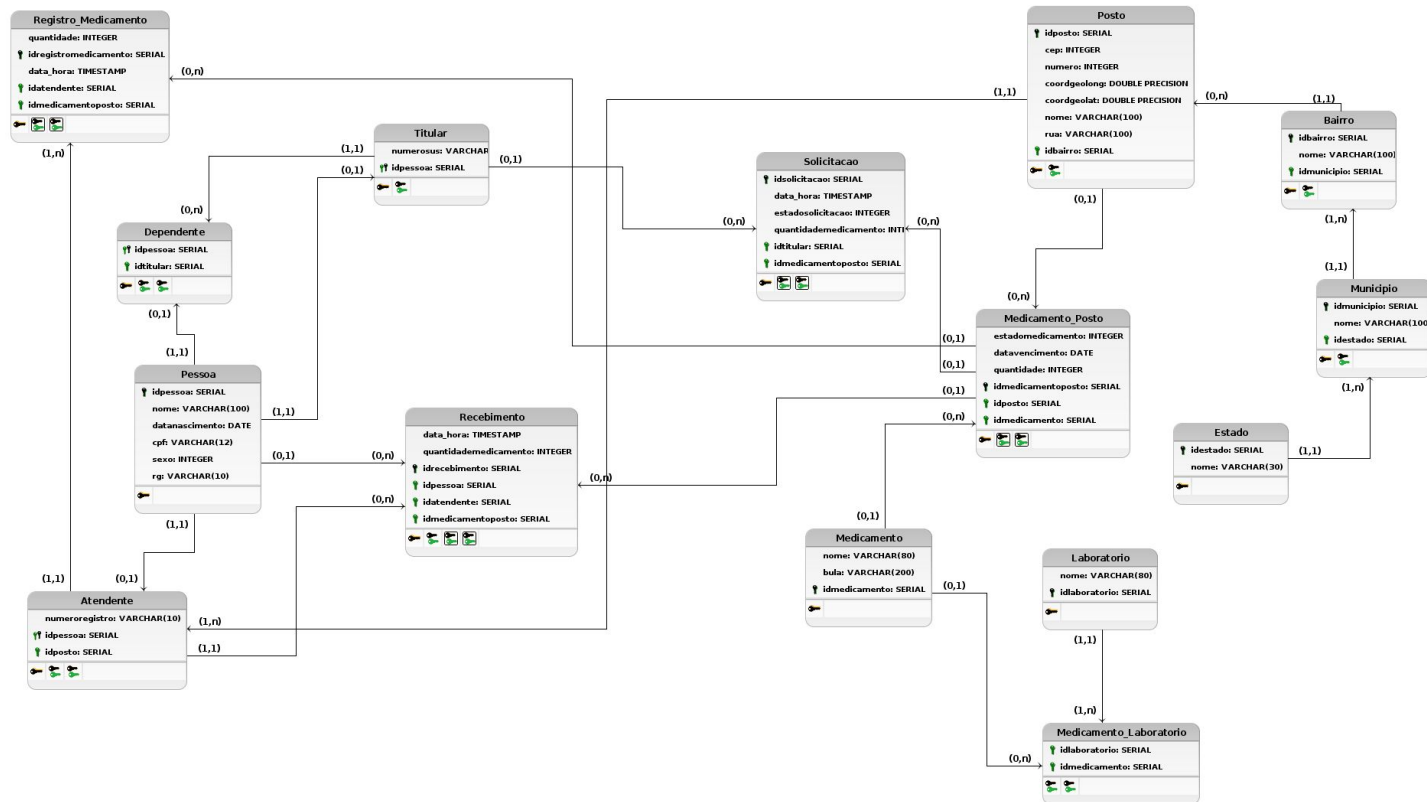 Registro_Medicamento
quantidade: INTEGER
idregistromedicamento: SERIAL
data_hora: TIMESTAMP
idatendente: SERIAL
idmedicamentoposto: SERIAL
(0,n)
(1,n)
Titular
numerosus: VARCHAR
idpessoa: SERIAL
(1,1)
(0,1)
(0,1)
(0,n)
Dependente
idpessoa: SERIAL
idtitular: SERIAL
(0,1)
(1,1)
Pessoa
idpessoa: SERIAL
nome: VARCHAR(100)
datanascimento: DATE
cpf: VARCHAR(12)
sexo: INTEGER
rg: VARCHAR(10)
(1,1)
(0,1)
(0,n)
(1,1)
(0,1)
Recebimento
data_hora: TIMESTAMP
quantidademedicamento: INTEGER
idrecebimento: SERIAL
idpessoa: SERIAL
idatendente: SERIAL
idmedicamentoposto: SERIAL
(0,n)
(0,n)
(1,1)
Atendente
numeroregistro: VARCHAR(10)
idpessoa: SERIAL
idposto: SERIAL
(1,n)
(1,1)
Solicitacao
idsolicitacao: SERIAL
data_hora: TIMESTAMP
estadosolicitacao: INTEGER
quantidademedicamento: INTI
idtitular: SERIAL
idmedicamentoposto: SERIAL
(0,n)
(0,n)
Posto
idposto: SERIAL
cep: INTEGER
numero: INTEGER
coordgeolong: DOUBLE PRECISION
coordgeolat: DOUBLE PRECISION
nome: VARCHAR(100)
rua: VARCHAR(100)
idbairro: SERIAL
(1,1)
(0,n)
(1,1)
(0,1)
Bairro
idbairro: SERIAL
nome: VARCHAR(100)
idmunicipio: SERIAL
(1,n)
(1,1)
Municipio
idmunicipio: SERIAL
nome: VARCHAR(100
idestado: SERIAL
(1,n)
Estado
idestado: SERIAL
nome: VARCHAR(30)
(1,1)
(0,n)
Medicamento_Posto
estadomedicamento: INTEGER
datavencimento: DATE
quantidade: INTEGER
idmedicamentoposto: SERIAL
idposto: SERIAL
idmedicamento: SERIAL
(0,1)
(0,1)
(0,1)
(0,n)
(0,1)
Medicamento
nome: VARCHAR(80)
bula: VARCHAR(200)
idmedicamento: SERIAL
(0,1)
Laboratorio
nome: VARCHAR(80)
idlaboratorio: SERIAL
(1,1)
(1,n)
Medicamento_Laboratorio
idlaboratorio: SERIAL
idmedicamento: SERIAL
(0,n)